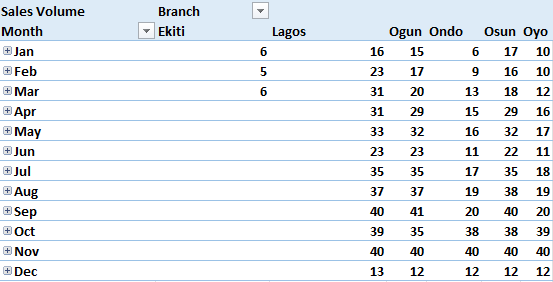 Sales Volume Branch
Month Ekiti Lagos Ogun Ondo Osun Oyo
Jan 6 16 15 6 17 10
Feb 5 23 17 9 16 10
Mar 6 31 20 13 18 12
Apr 31 29 15 29 16
May 33 32 16 32 17
Jun 23 23 11 22 11
Jul 35 35 17 35 18
Aug 37 37 19 38 19
Sep 40 41 20 40 20
Oct 39 35 38 38 39
Nov 40 40 40 40 40
Dec 13 12 12 12 12